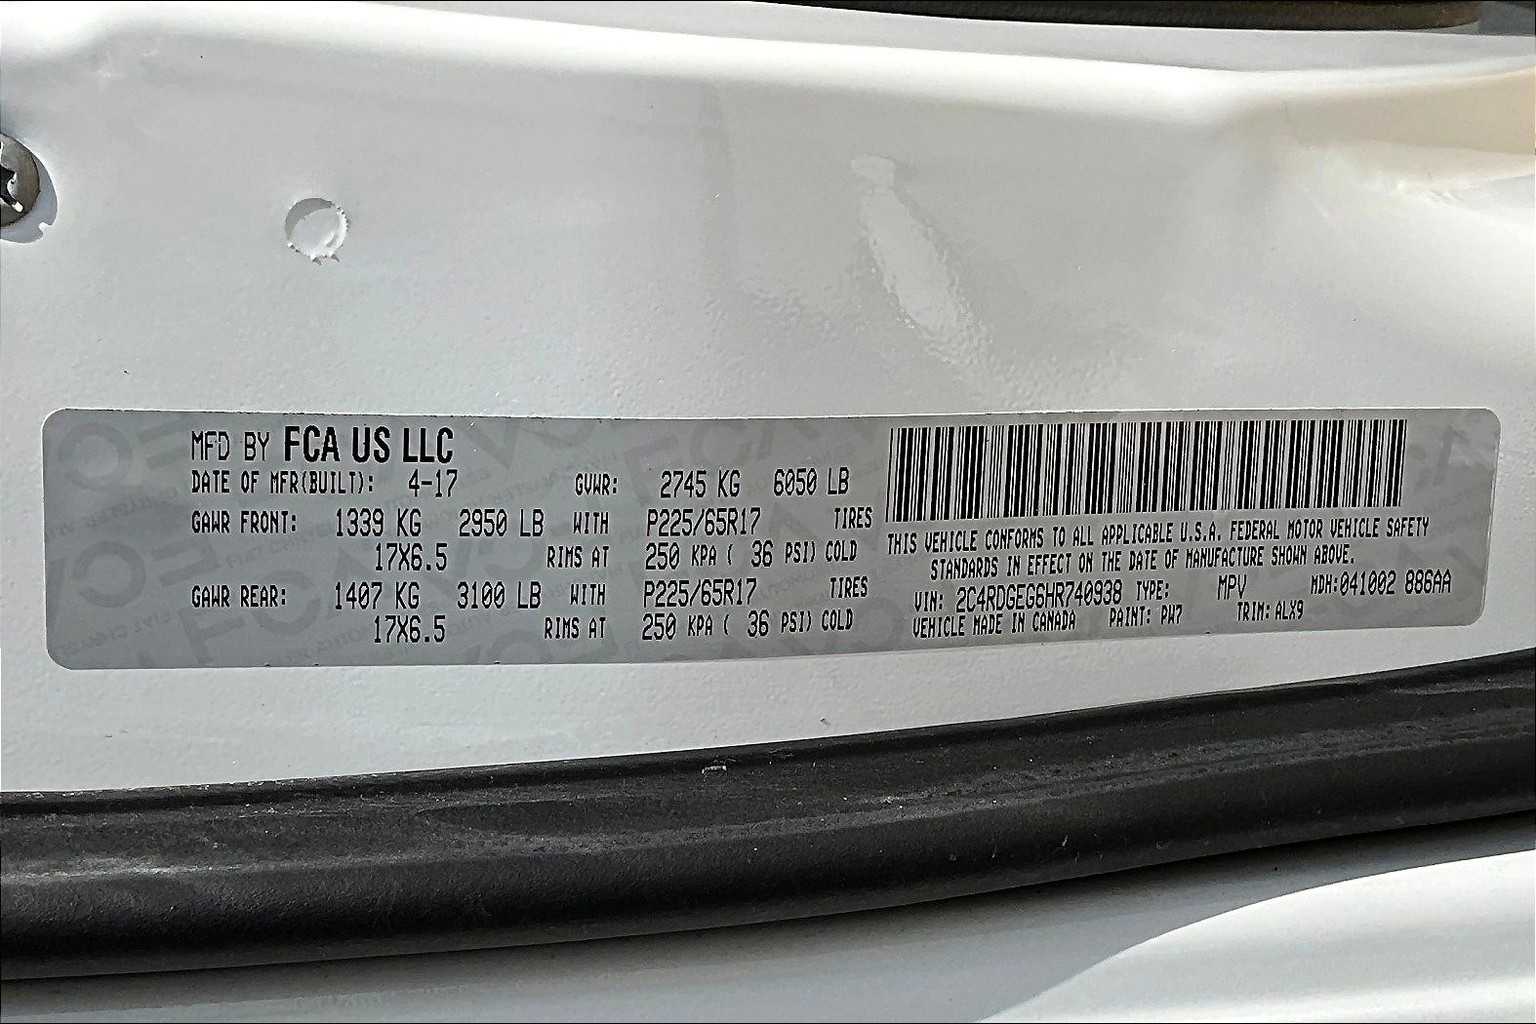 MFD BY FCA US LLC
DATE OF MFR(BUILT): 4-17 GVWR: 2745 KG 6050 LB
GAWR FRONT: 1339 KG 2950 LB WITH P225/65R17 TIRES
17X6.5 RIMS AT 250 KPA ( 36 PSI) COLD
GAWR REAR: 1407 KG 3100 LB WITH P225/65R17 TIRES
17X6.5 RIMS AT 250 KPA ( 36 PSI) COLD
THIS VEHICLE CONFORMS TO ALL APPLICABLE U.S.A. FEDERAL MOTOR VEHICLE SAFETY
STANDARDS IN EFFECT ON THE DATE OF MANUFACTURE SHOWN ABOVE.
VIN: 2C4RDGEG6HR740938 TYPE: MPV MDH:041002 886AA
VEHICLE MADE IN CANADA PAINT: PW7 TRIM: ALX9